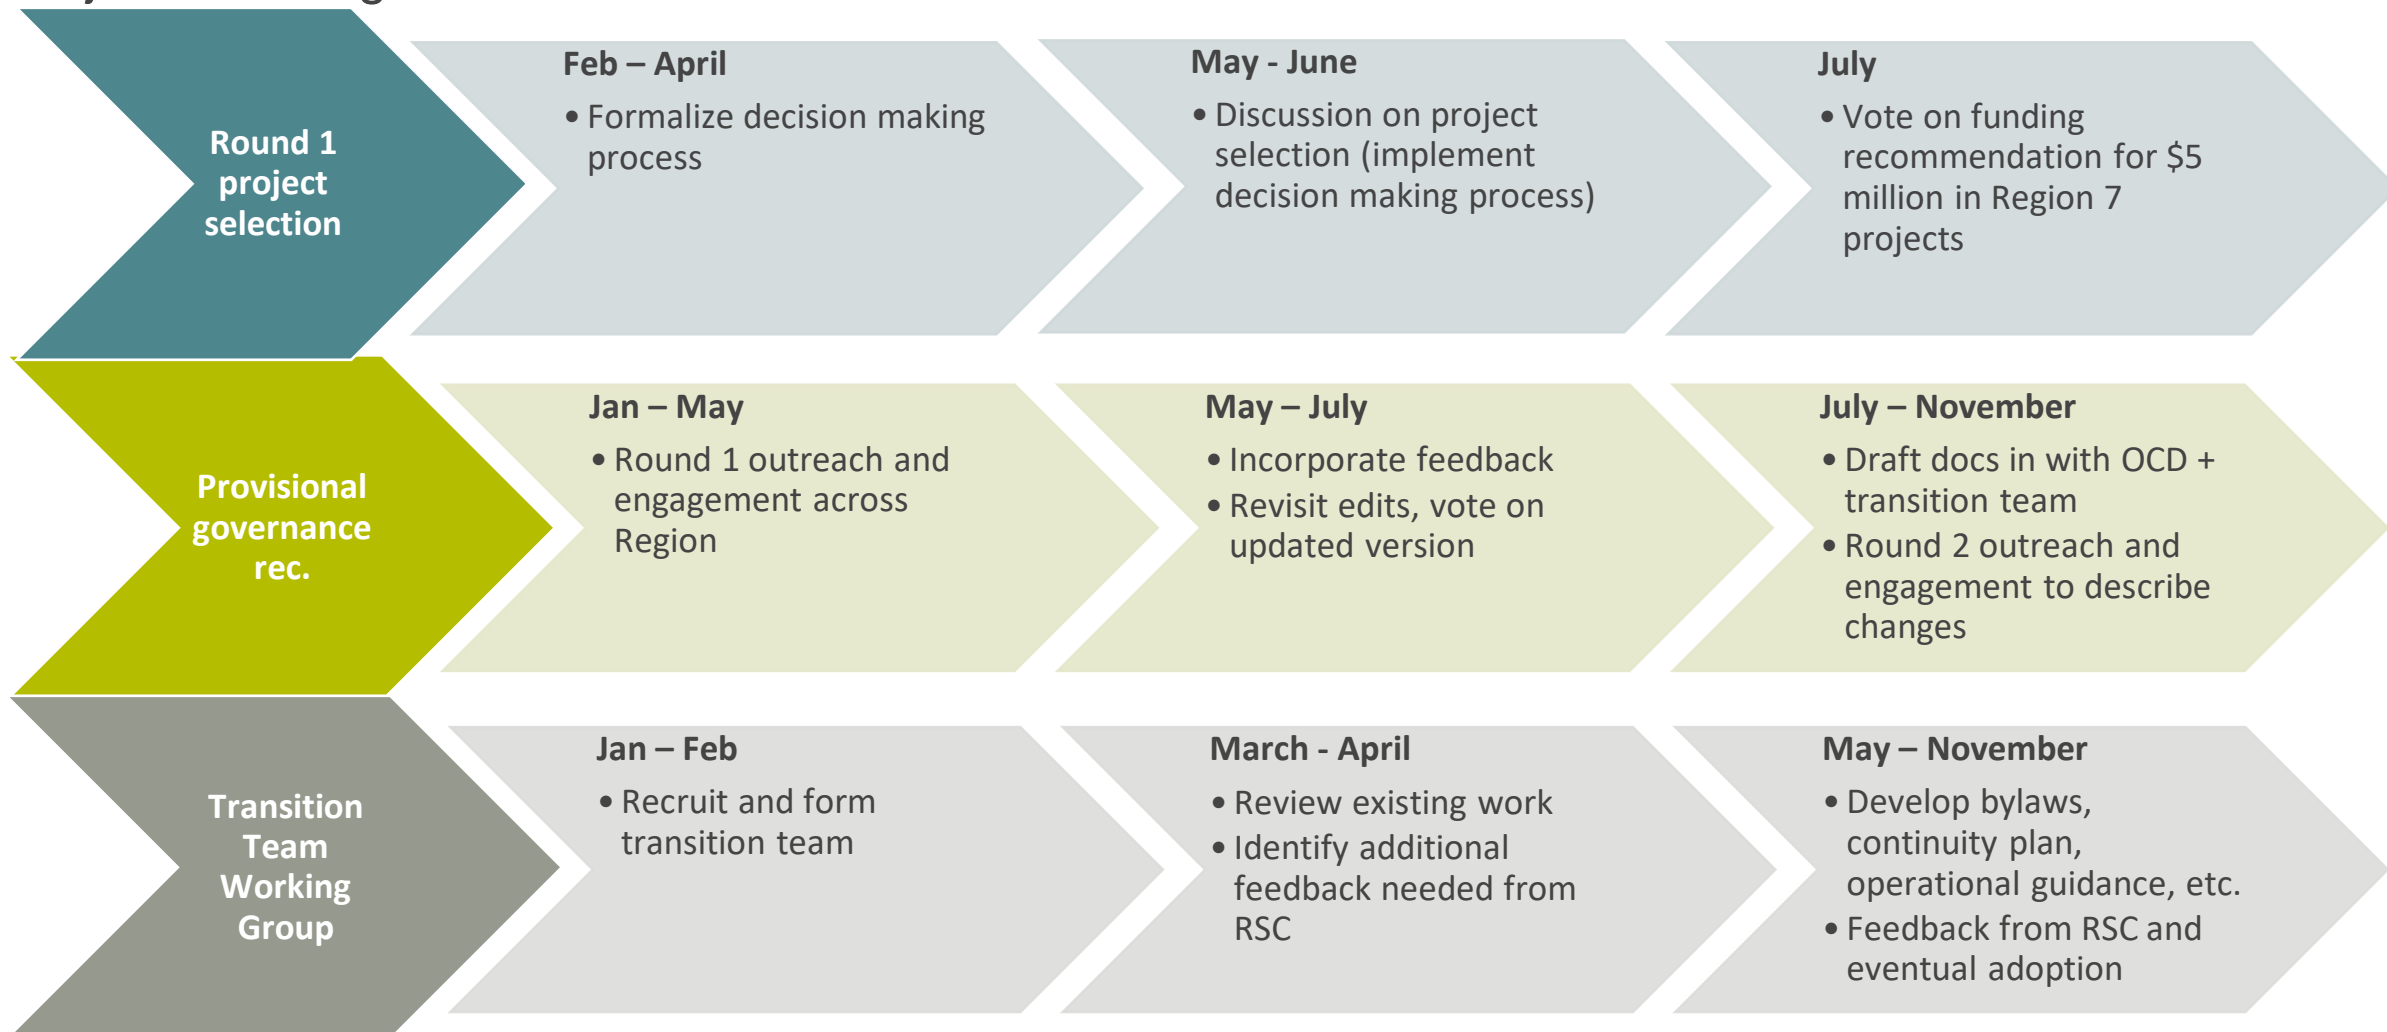 Round 1
project
selection
Feb – April
• Formalize decision making
process
May - June
• Discussion on project
selection (implement
decision making process)
July
• Vote on funding
recommendation for $5
million in Region 7
projects
Provisional
governance
rec.
Jan – May
• Round 1 outreach and
engagement across
Region
May – July
• Incorporate feedback
• Revisit edits, vote on
updated version
July – November
• Draft docs in with OCD +
transition team
• Round 2 outreach and
engagement to describe
changes
Transition
Team
Working
Group
Jan – Feb
• Recruit and form
transition team
March - April
• Review existing work
• Identify additional
feedback needed from
RSC
May – November
• Develop bylaws,
continuity plan,
operational guidance, etc.
• Feedback from RSC and
eventual adoption